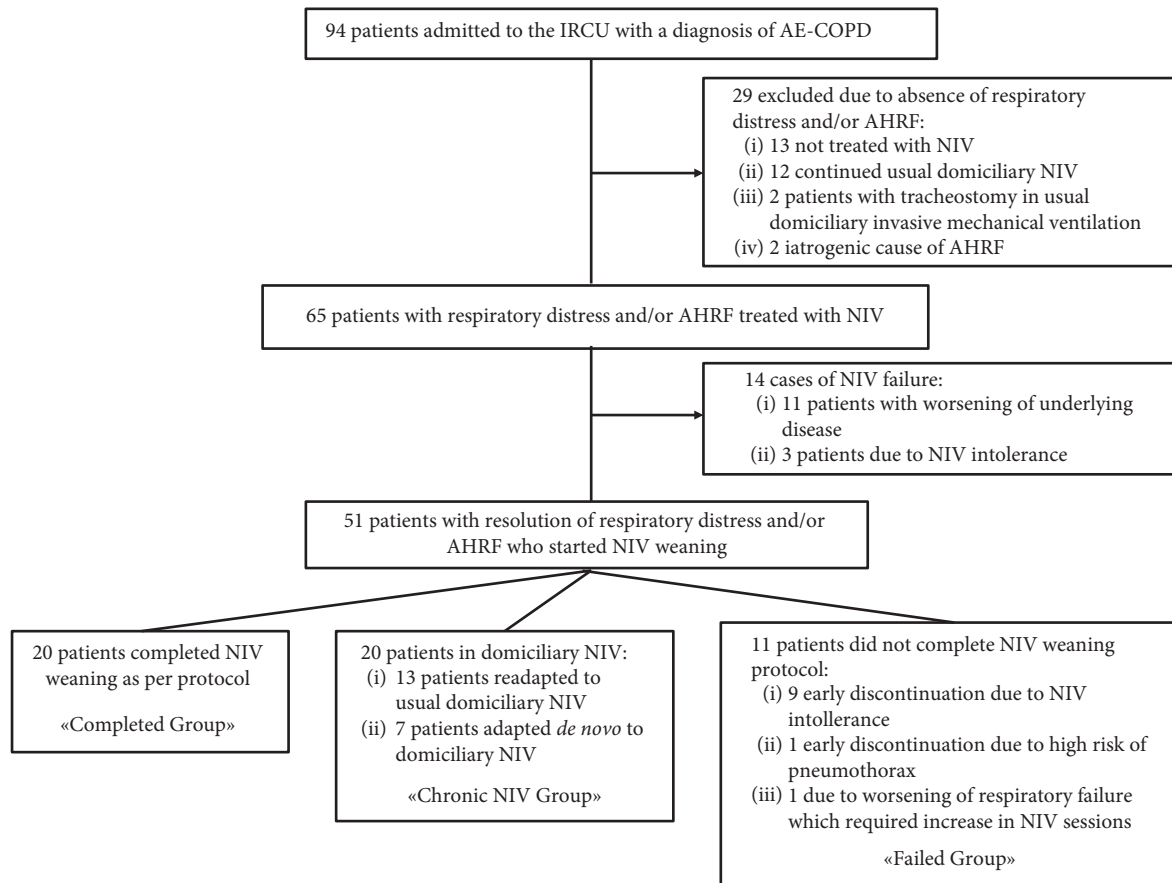 94 patients admitted to the IRCU with a diagnosis of AE-COPD
29 excluded due to absence of respiratory
distress and/or AHRF:
(i) 13 not treated with NIV
(ii) 12 continued usual domiciliary NIV
(iii) 2 patients with tracheostomy in usual
domiciliary invasive mechanical ventilation
(iv) 2 iatrogenic cause of AHRF
65 patients with respiratory distress and/or AHRF treated with NIV
14 cases of NIV failure:
(i) 11 patients with worsening of underlying
disease
(ii) 3 patients due to NIV intolerance
51 patients with resolution of respiratory distress and/or
AHRF who started NIV weaning
20 patients completed NIV
weaning as per protocol
«Completed Group»
20 patients in domiciliary NIV:
(i) 13 patients readapted to
usual domiciliary NIV
(ii) 7 patients adapted de novo to
domiciliary NIV
«Chronic NIV Group»
11 patients did not complete NIV weaning
protocol:
(i) 9 early discontinuation due to NIV
intollerance
(ii) 1 early discontinuation due to high risk of
pneumothorax
(iii) 1 due to worsening of respiratory failure
which required increase in NIV sessions
«Failed Group»